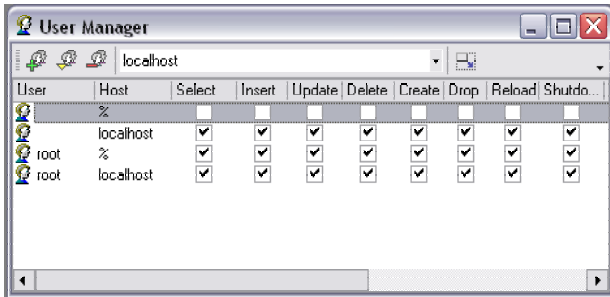 User Manager
localhost
User Host Select Insert Update Delete Create Drop Reload Shutdo...
%
localhost
root %
root localhost